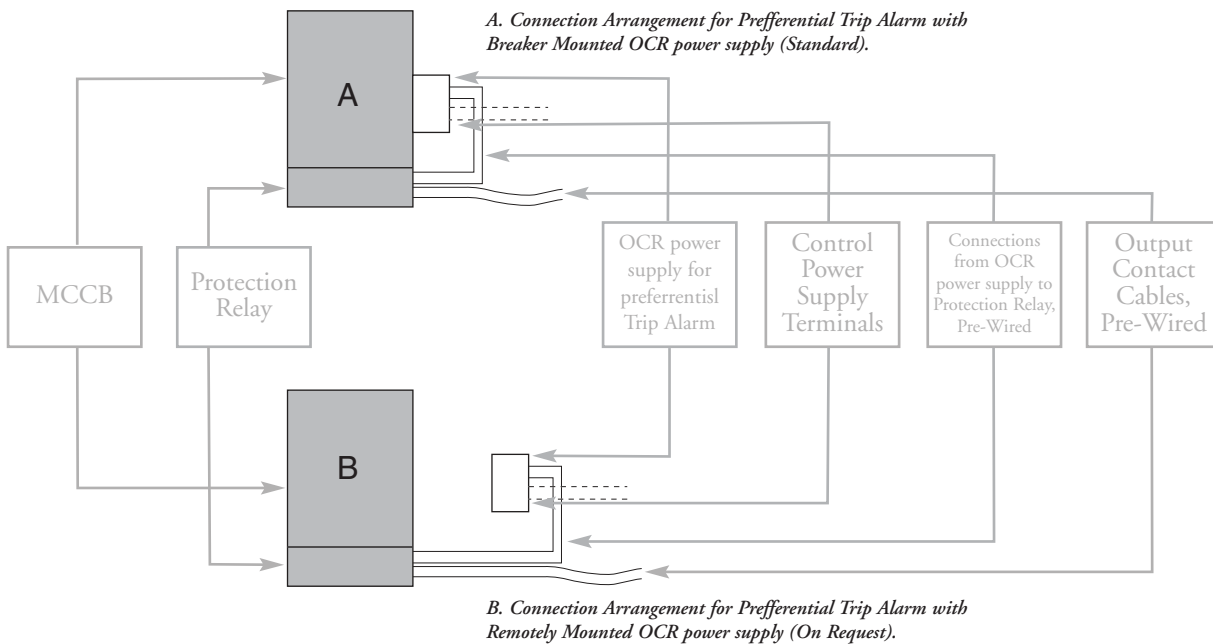 A. Connection Arrangement for Prefferential Trip Alarm with
Breaker Mounted OCR power supply (Standard).
A
MCCB
Protection
Relay
OCR power
supply for
preferrentisl
Trip Alarm
Control
Power
Supply
Terminals
Connections
from OCR
power supply to
Protection Relay,
Pre-Wired
Output
Contact
Cables,
Pre-Wired
B
B. Connection Arrangement for Prefferential Trip Alarm with
Remotely Mounted OCR power supply (On Request).